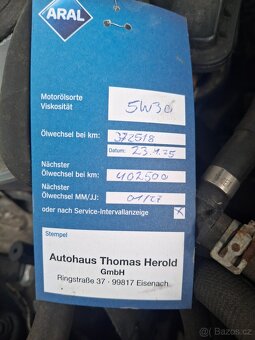 ARAL
Motorölsorte
Viskosität 5W30
Ölwechsel bei km: 372518
Datum: 23.1.25
Nächster
Ölwechsel bei km: 402500
Nächster
Ölwechsel MM/JJ: 01/27
oder nach Service-Intervallanzeige x
Stempel
Autohaus Thomas Herold
GmbH
Ringstraße 37 · 99817 Eisenach
Bazoš.cz